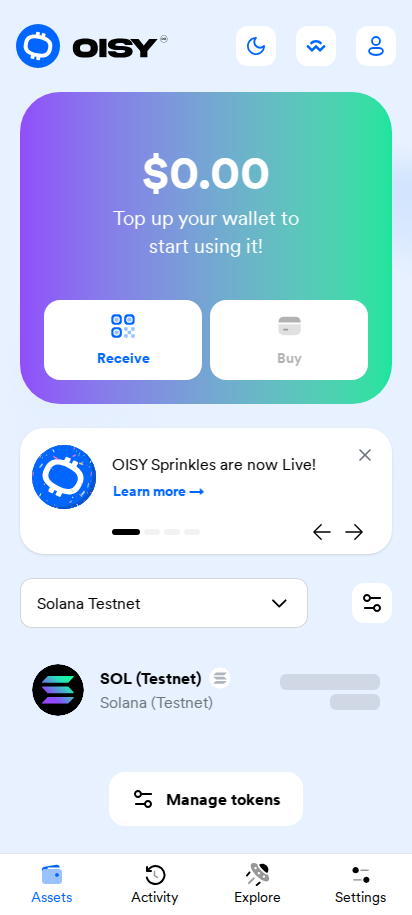 OISY
$0.00
Top up your wallet to
start using it!
Receive
Buy
OISY Sprinkles are now Live!
Learn more →
Solana Testnet
SOL (Testnet)
Solana (Testnet)
Manage tokens
Assets
Activity
Explore
Settings